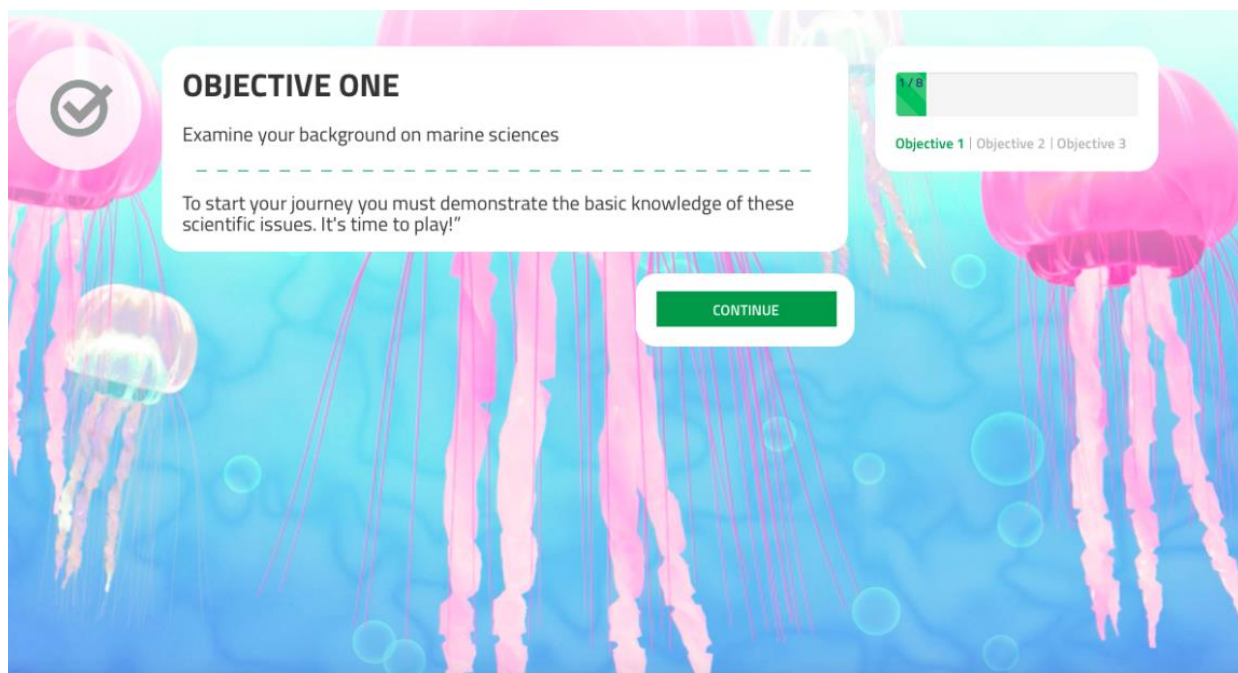 OBJECTIVE ONE
Examine your background on marine sciences
To start your journey you must demonstrate the basic knowledge of these
scientific issues. It's time to play!”
1 / 8
Objective 1 | Objective 2 | Objective 3
CONTINUE